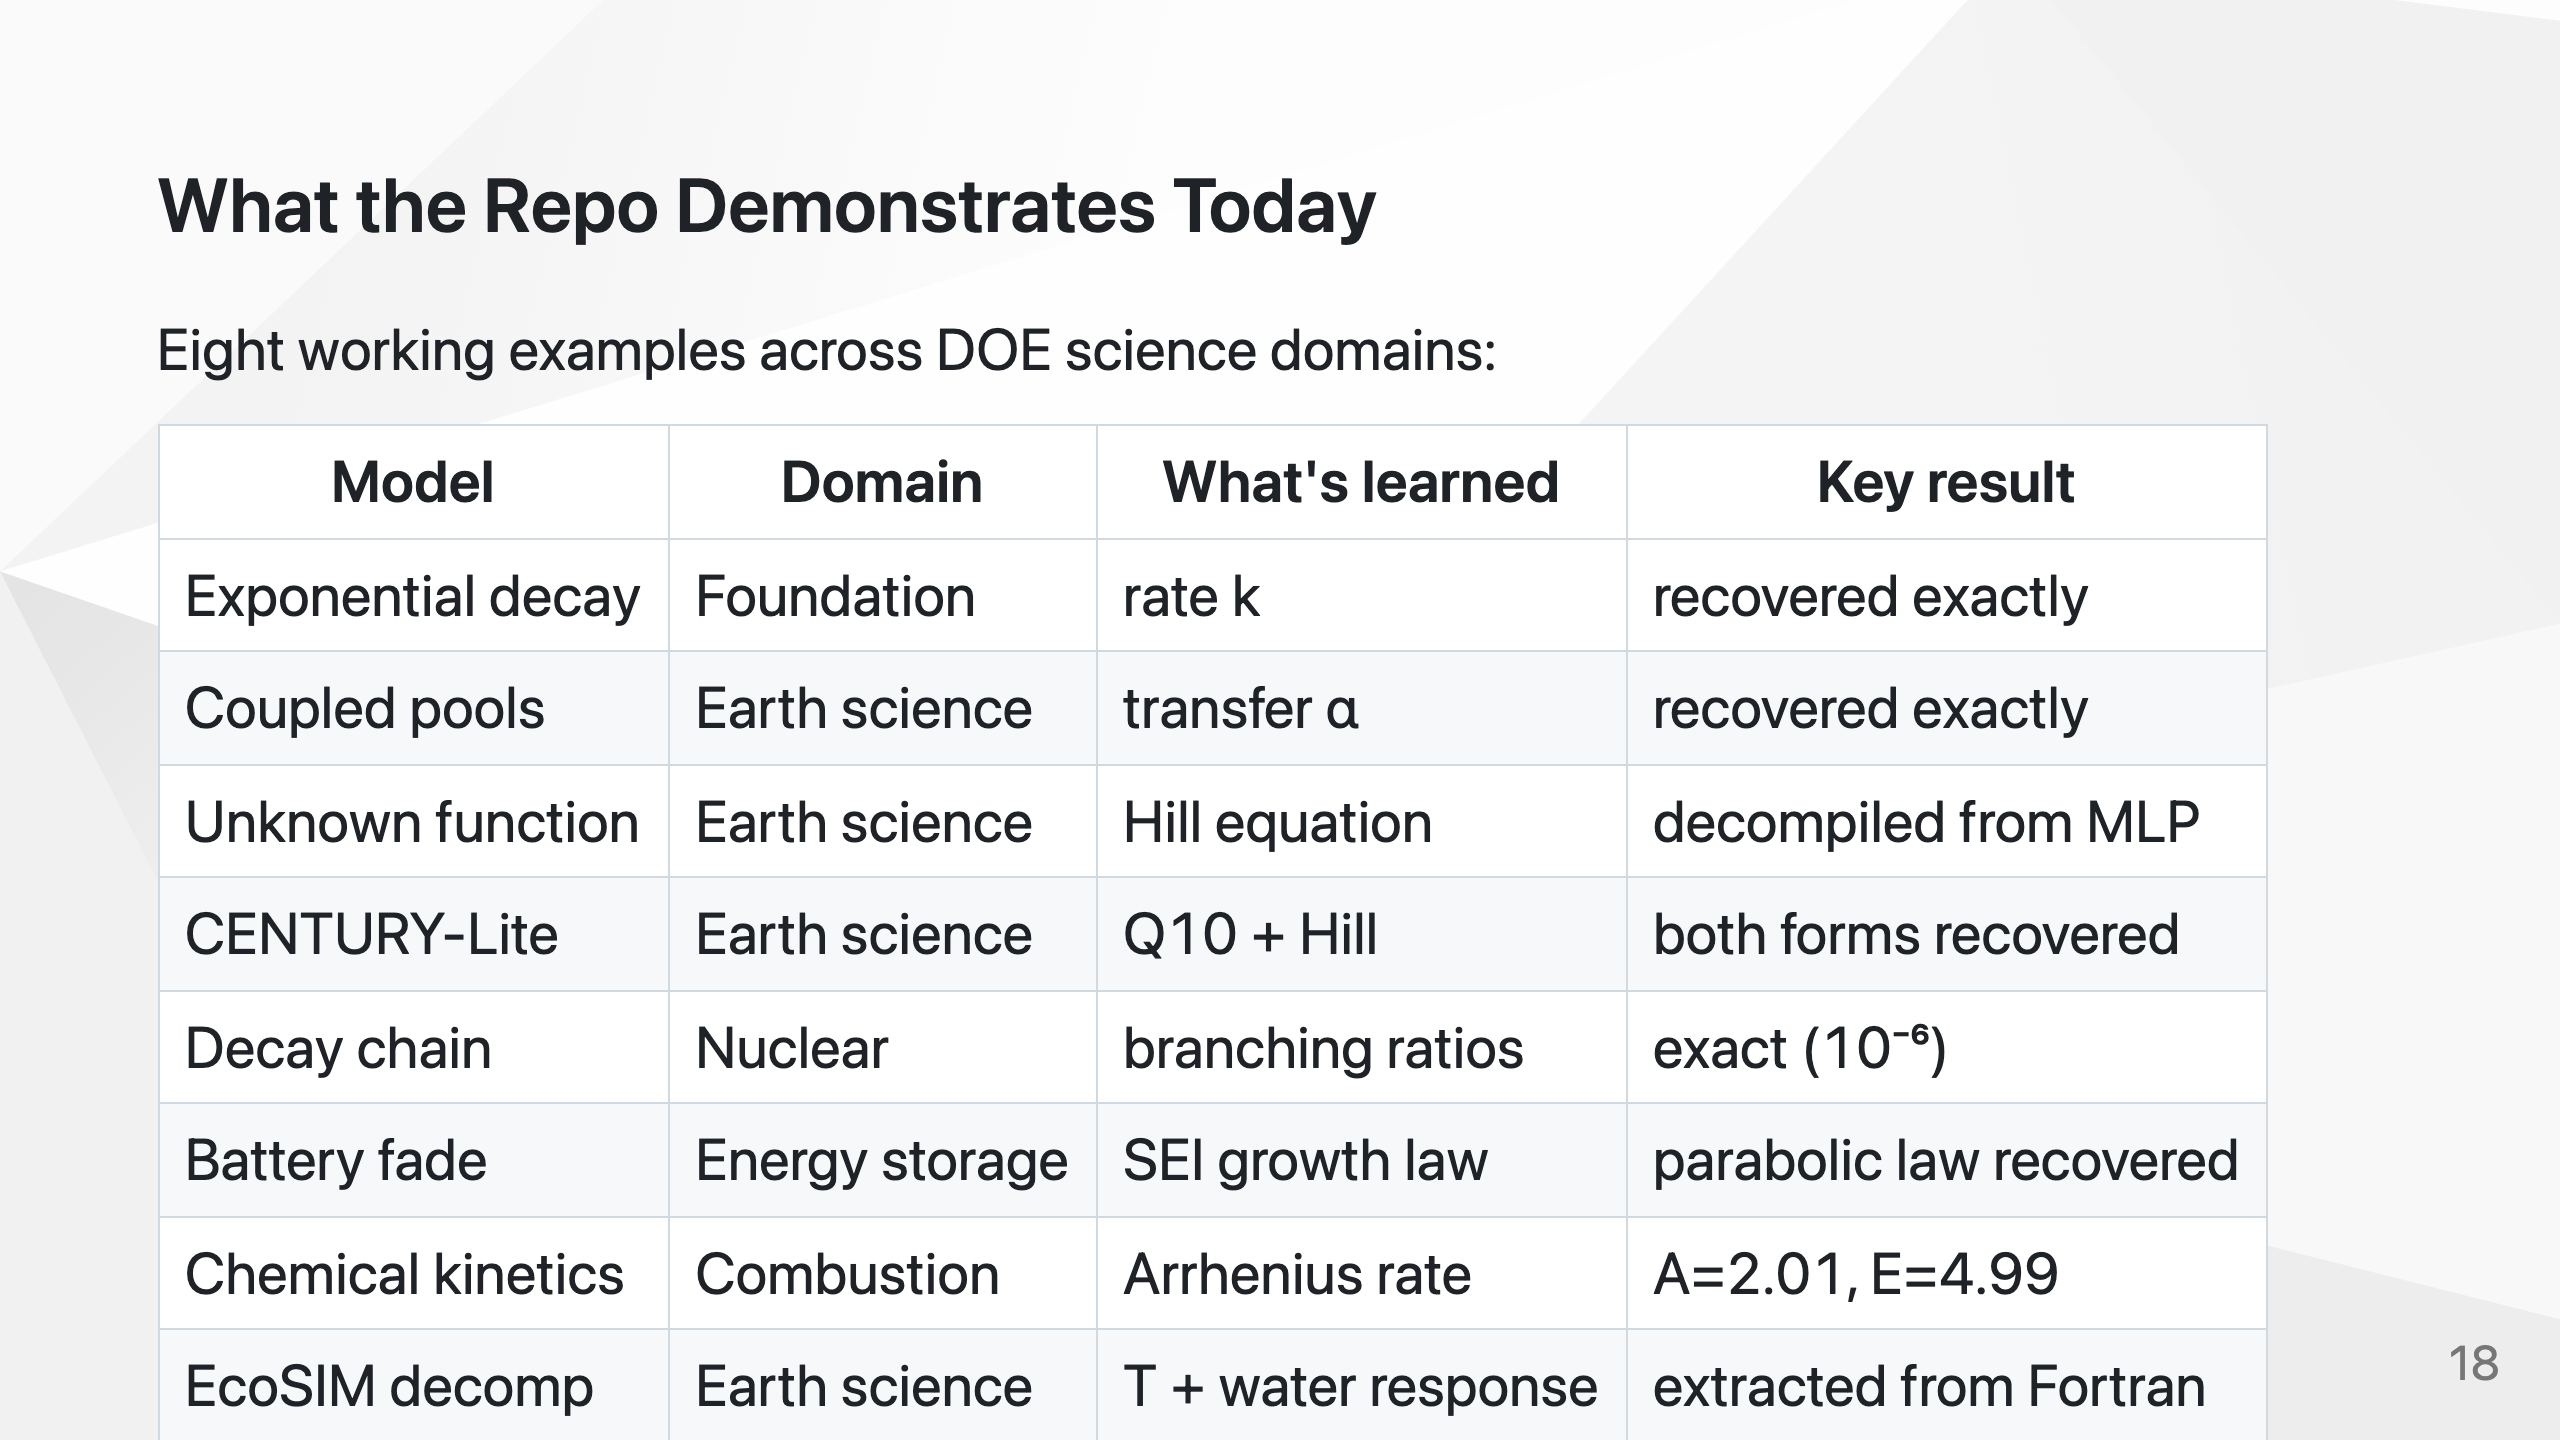 What the Repo Demonstrates Today
Eight working examples across DOE science domains:
Model Domain What's learned Key result
Exponential decay Foundation rate k recovered exactly
Coupled pools Earth science transfer α recovered exactly
Unknown function Earth science Hill equation decompiled from MLP
CENTURY-Lite Earth science Q10 + Hill both forms recovered
Decay chain Nuclear branching ratios exact (10⁻⁶)
Battery fade Energy storage SEI growth law parabolic law recovered
Chemical kinetics Combustion Arrhenius rate A=2.01, E=4.99
EcoSIM decomp Earth science T + water response extracted from Fortran
18